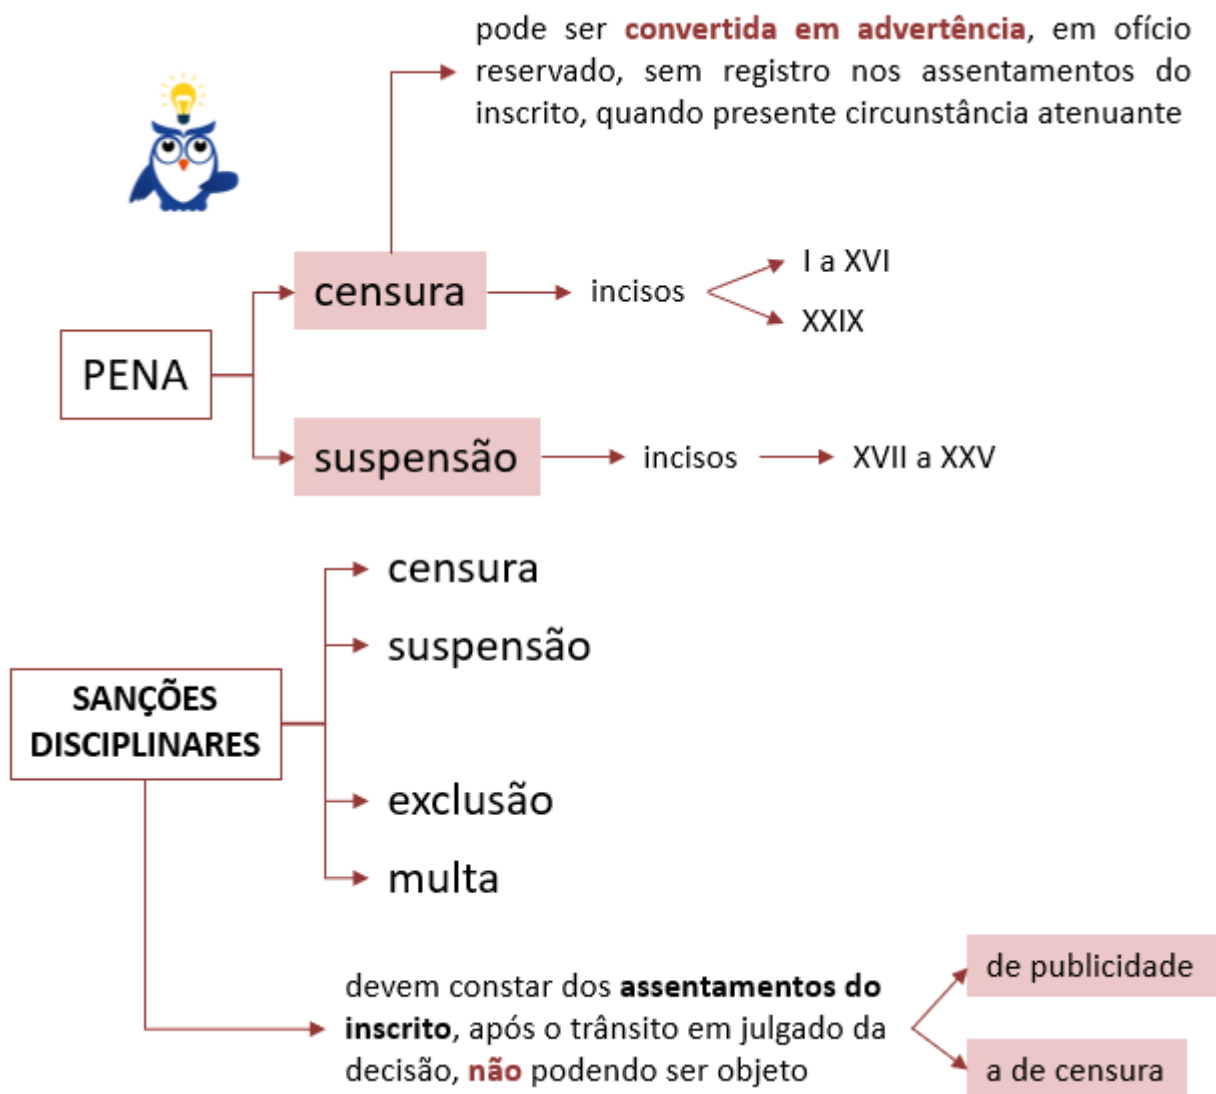 pode ser convertida em advertência, em ofício
reservado, sem registro nos assentamentos do
inscrito, quando presente circunstância atenuante
censura
incisos
I a XVI
XXIX
PENA
suspensão
incisos
XVII a XXV
censura
suspensão
SANÇÕES
DISCIPLINARES
exclusão
multa
devem constar dos assentamentos do
inscrito, após o trânsito em julgado da
decisão, não podendo ser objeto
de publicidade
a de censura